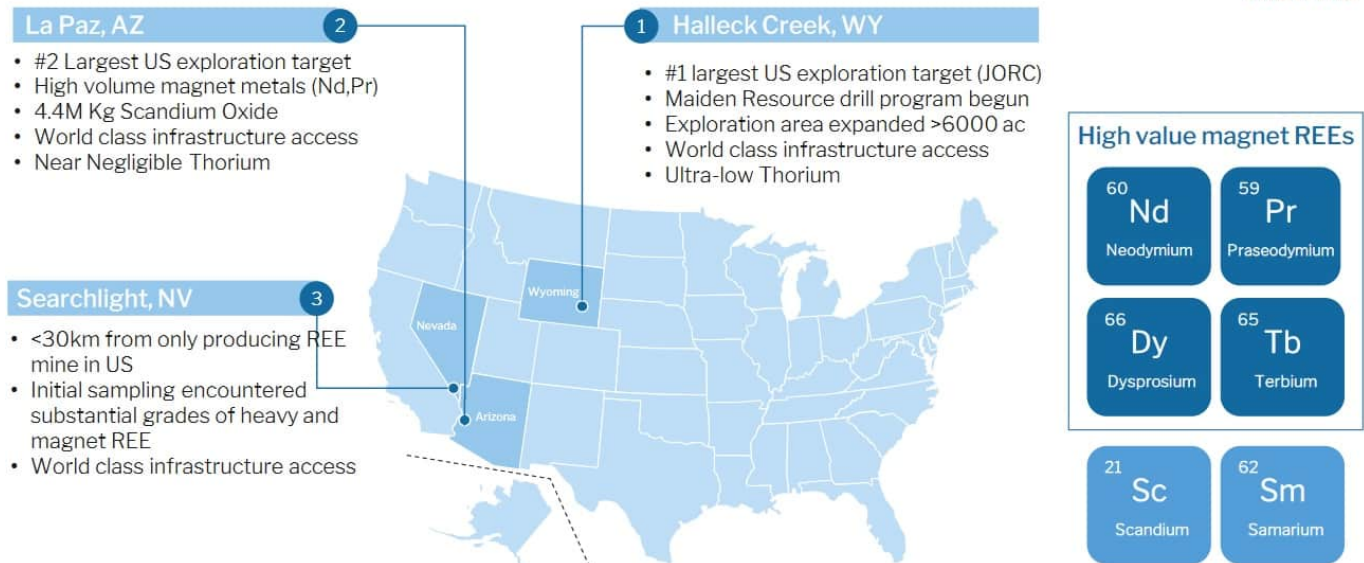 La Paz, AZ
2
• #2 Largest US exploration target
• High volume magnet metals (Nd,Pr)
• 4.4M Kg Scandium Oxide
• World class infrastructure access
• Near Negligible Thorium
1
Halleck Creek, WY
• #1 largest US exploration target (JORC)
• Maiden Resource drill program begun
• Exploration area expanded >6000 ac
• World class infrastructure access
• Ultra-low Thorium
Searchlight, NV
3
• <30km from only producing REE
mine in US
• Initial sampling encountered
substantial grades of heavy and
magnet REE
• World class infrastructure access
Wyoming
Nevada
Arizona
High value magnet REEs
60
Nd
Neodymium
59
Pr
Praseodymium
66
Dy
Dysprosium
65
Tb
Terbium
21
Sc
Scandium
62
Sm
Samarium